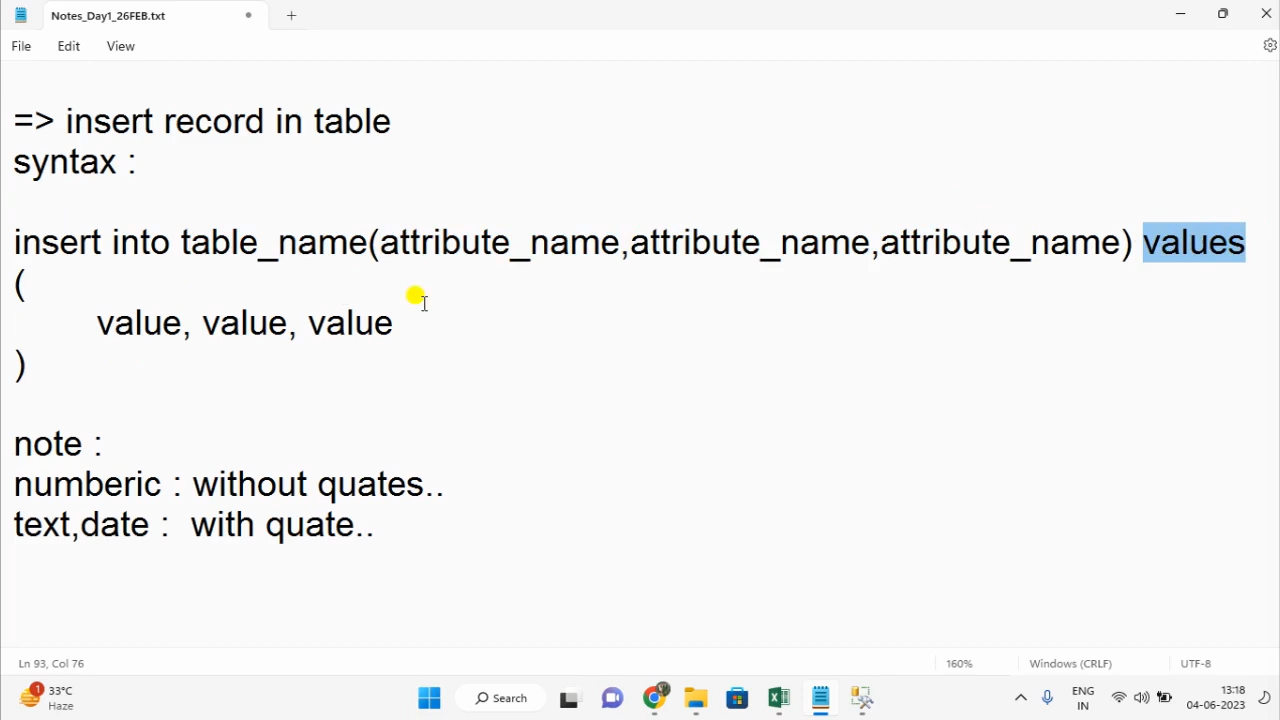 Notes_Day1_26FEB.txt
File Edit View
=> insert record in table
syntax :
insert into table_name(attribute_name,attribute_name,attribute_name) values
(
value, value, value
)
note :
numberic : without quates..
text,date : with quate..
Ln 93, Col 76 160% Windows (CRLF) UTF-8
1 33°C Search ENG 13:18
Haze IN 04-06-2023